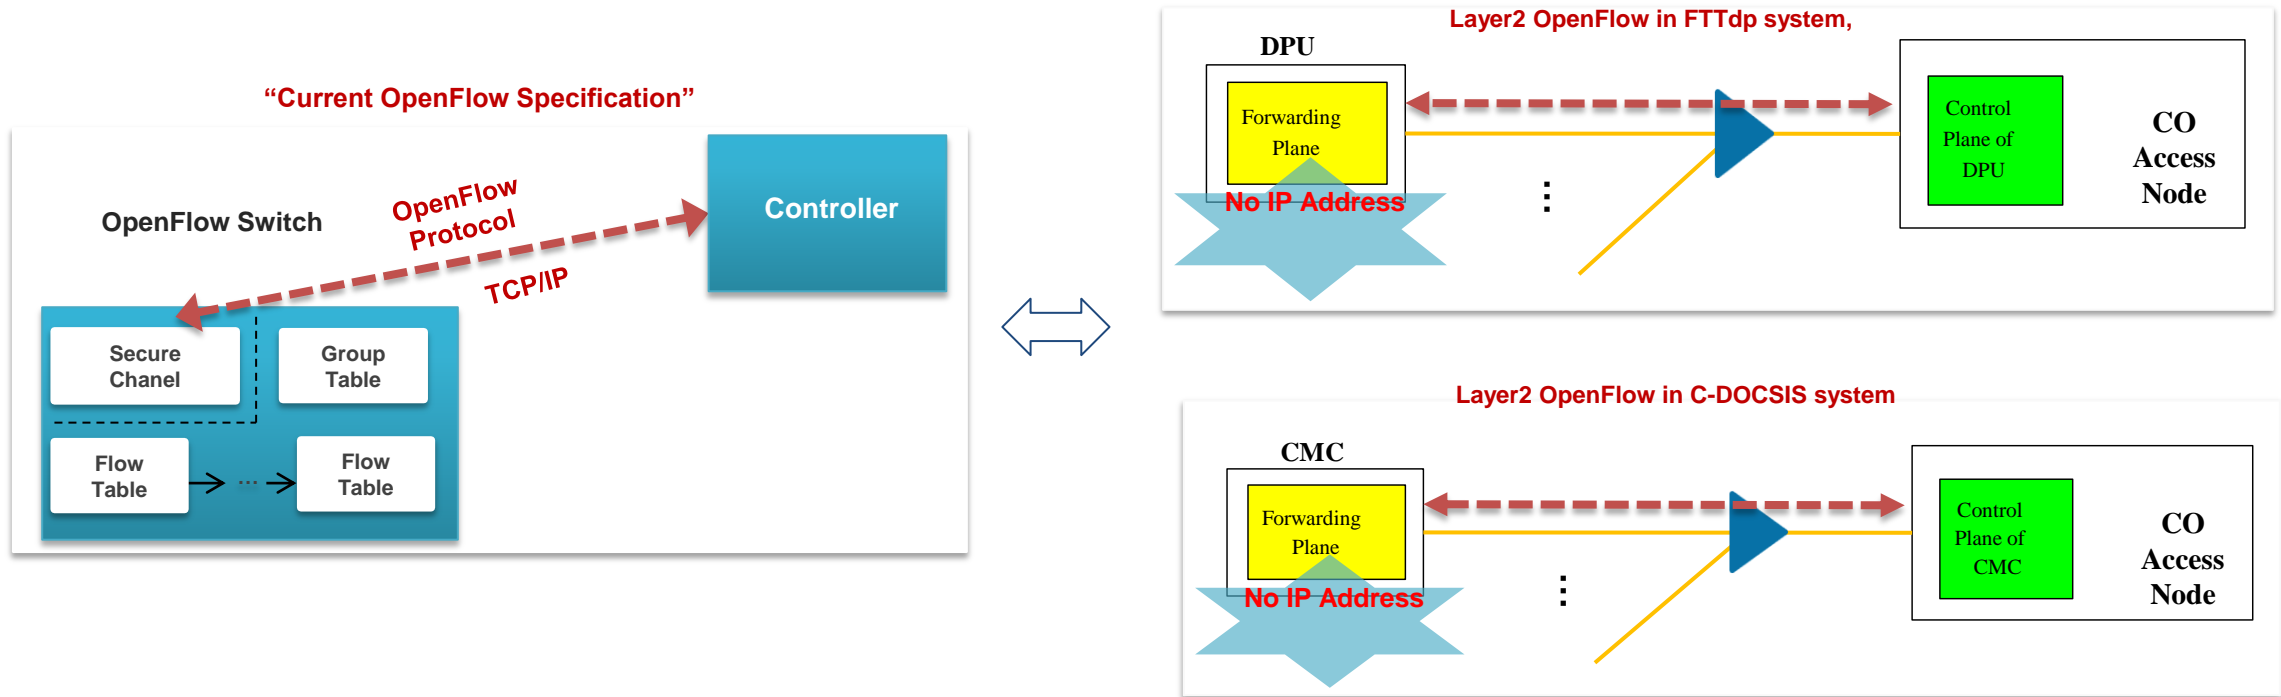 “Current OpenFlow Specification”
OpenFlow Switch
OpenFlow
Protocol
TCP/IP
Controller
Secure
Chanel
Group
Table
Flow
Table
...
Flow
Table
Layer2 OpenFlow in FTTdp system,
DPU
Forwarding
Plane
No IP Address
...
Control
Plane of
DPU
CO
Access
Node
Layer2 OpenFlow in C-DOCSIS system
CMC
Forwarding
Plane
No IP Address
...
Control
Plane of
CMC
CO
Access
Node